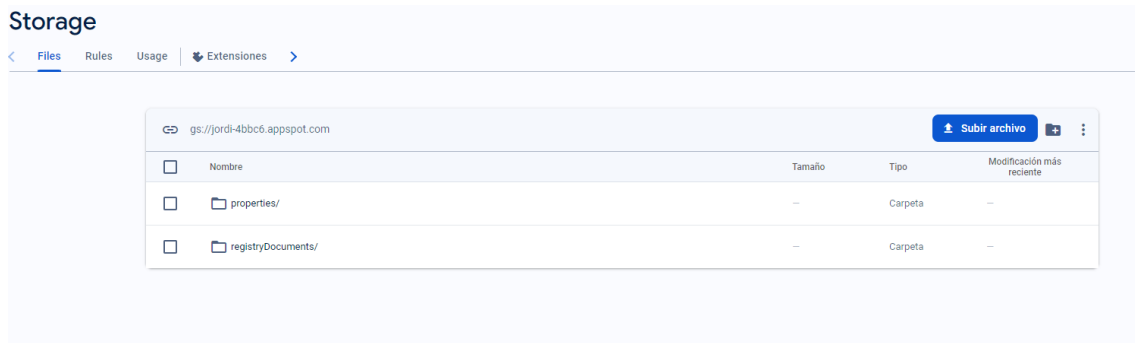 Storage
Files Rules Usage Extensiones
gs://jordi-4bbc6.appspot.com Subir archivo
Nombre Tamaño Tipo Modificación más
reciente
properties/ — Carpeta —
registryDocuments/ — Carpeta —